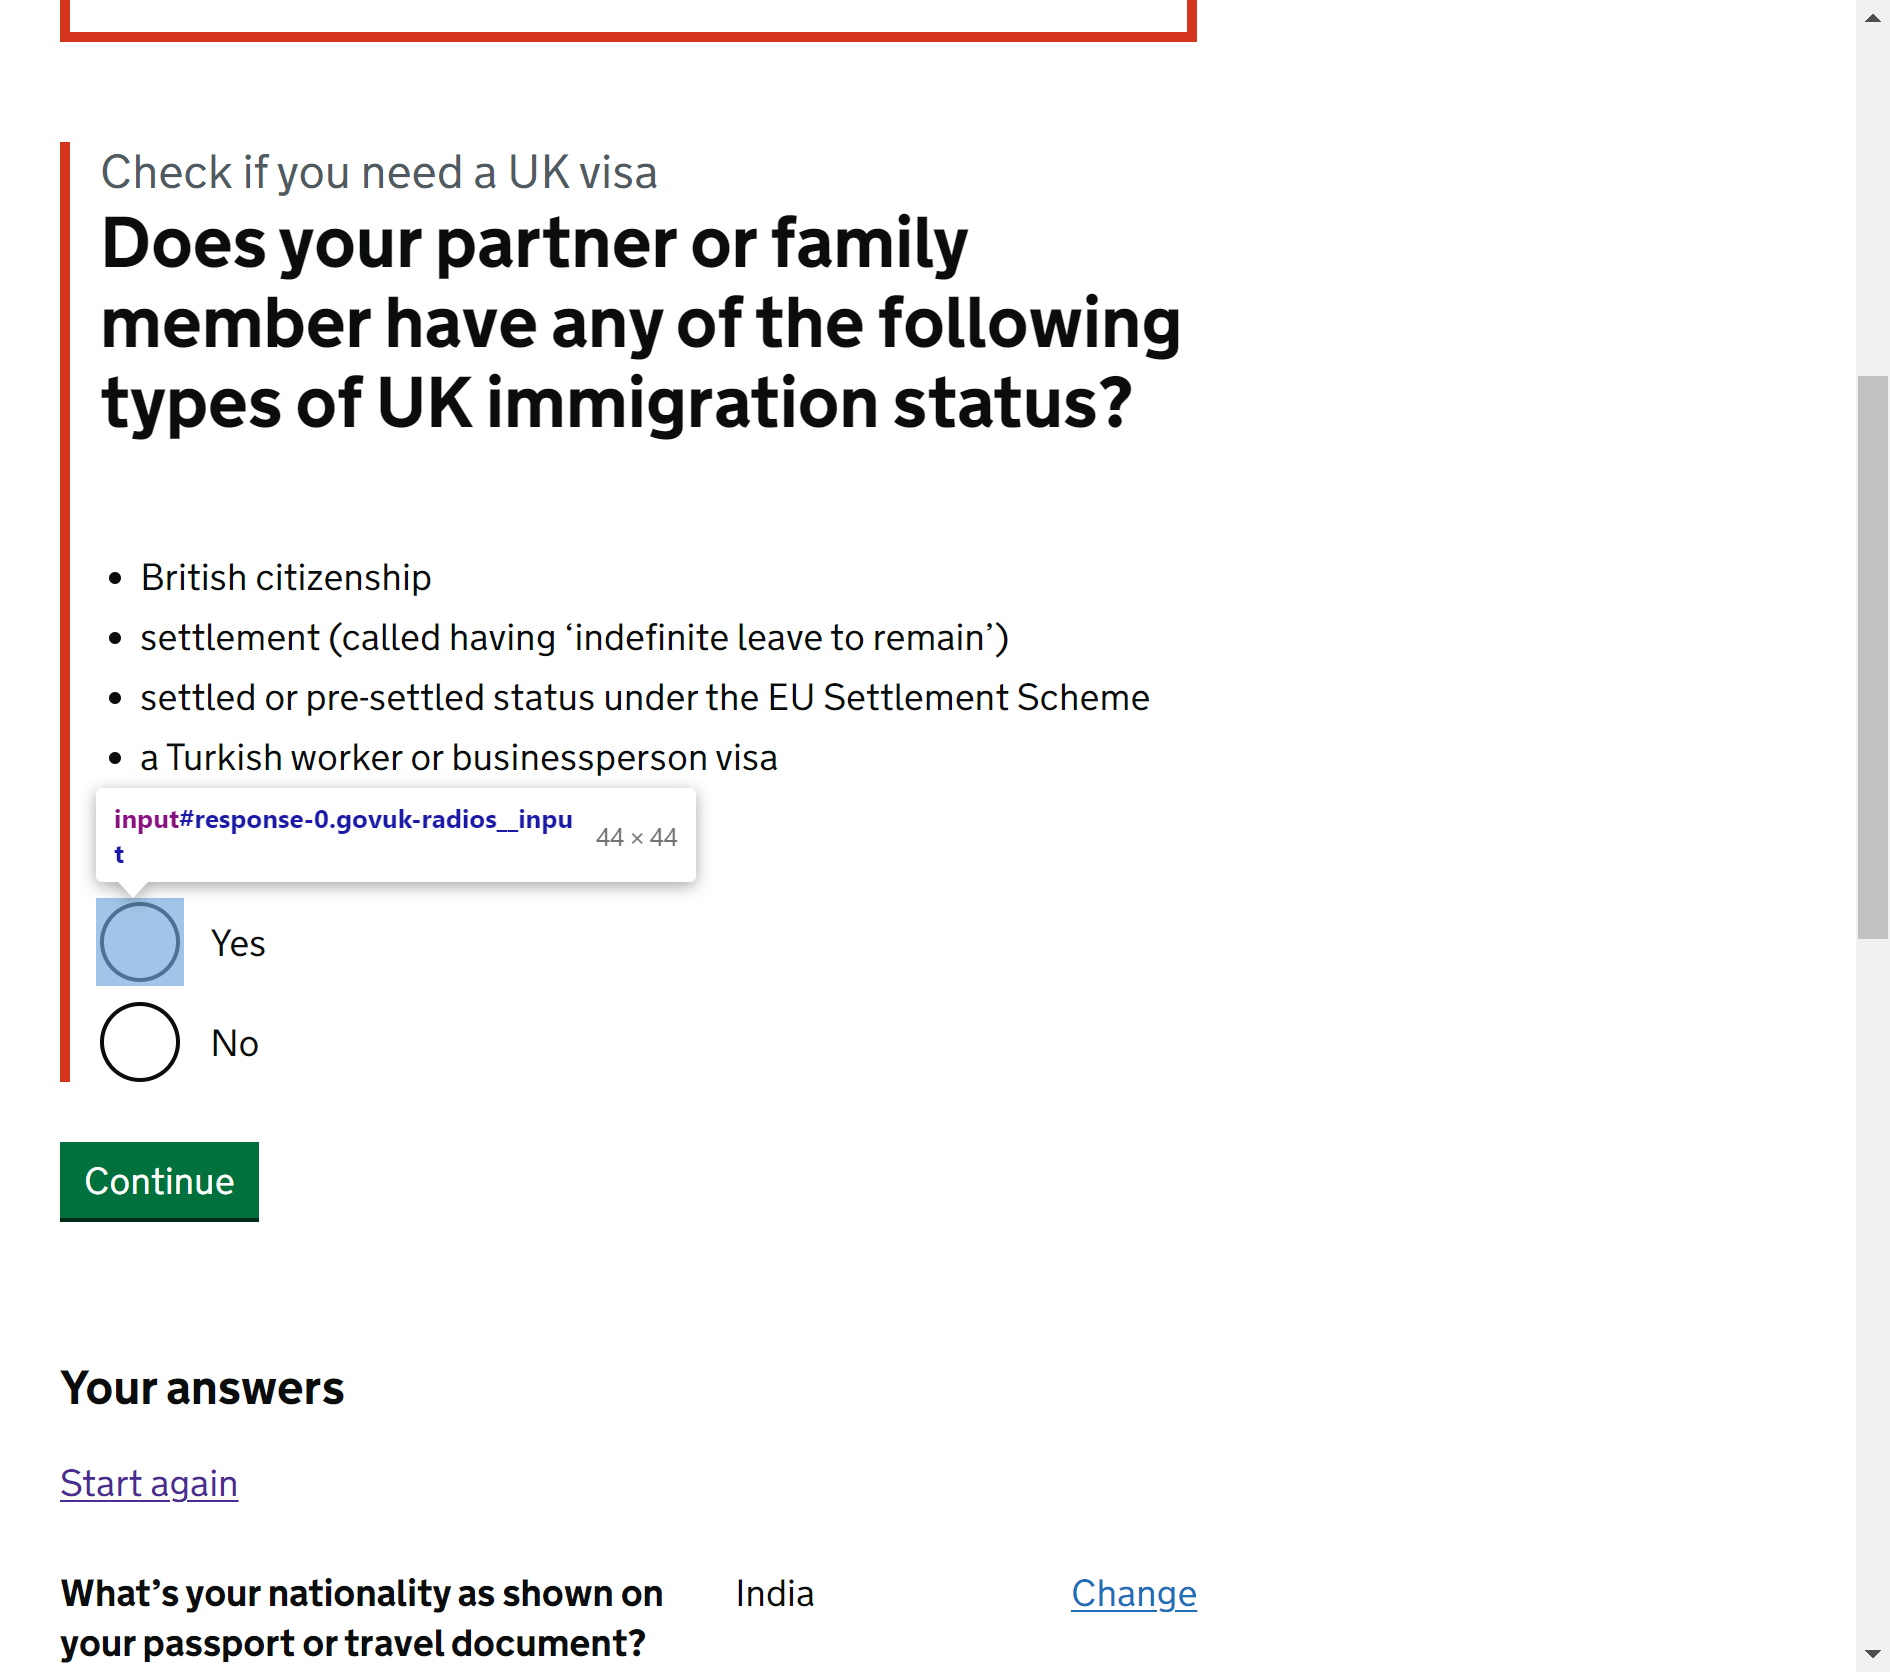 Check if you need a UK visa
Does your partner or family
member have any of the following
types of UK immigration status?
• British citizenship
• settlement (called having ‘indefinite leave to remain’)
• settled or pre-settled status under the EU Settlement Scheme
• a Turkish worker or businessperson visa
input#response-0.govuk-radios__inpu
t
44 × 44
Yes
No
Continue
Your answers
Start again
What’s your nationality as shown on
your passport or travel document?
India
Change